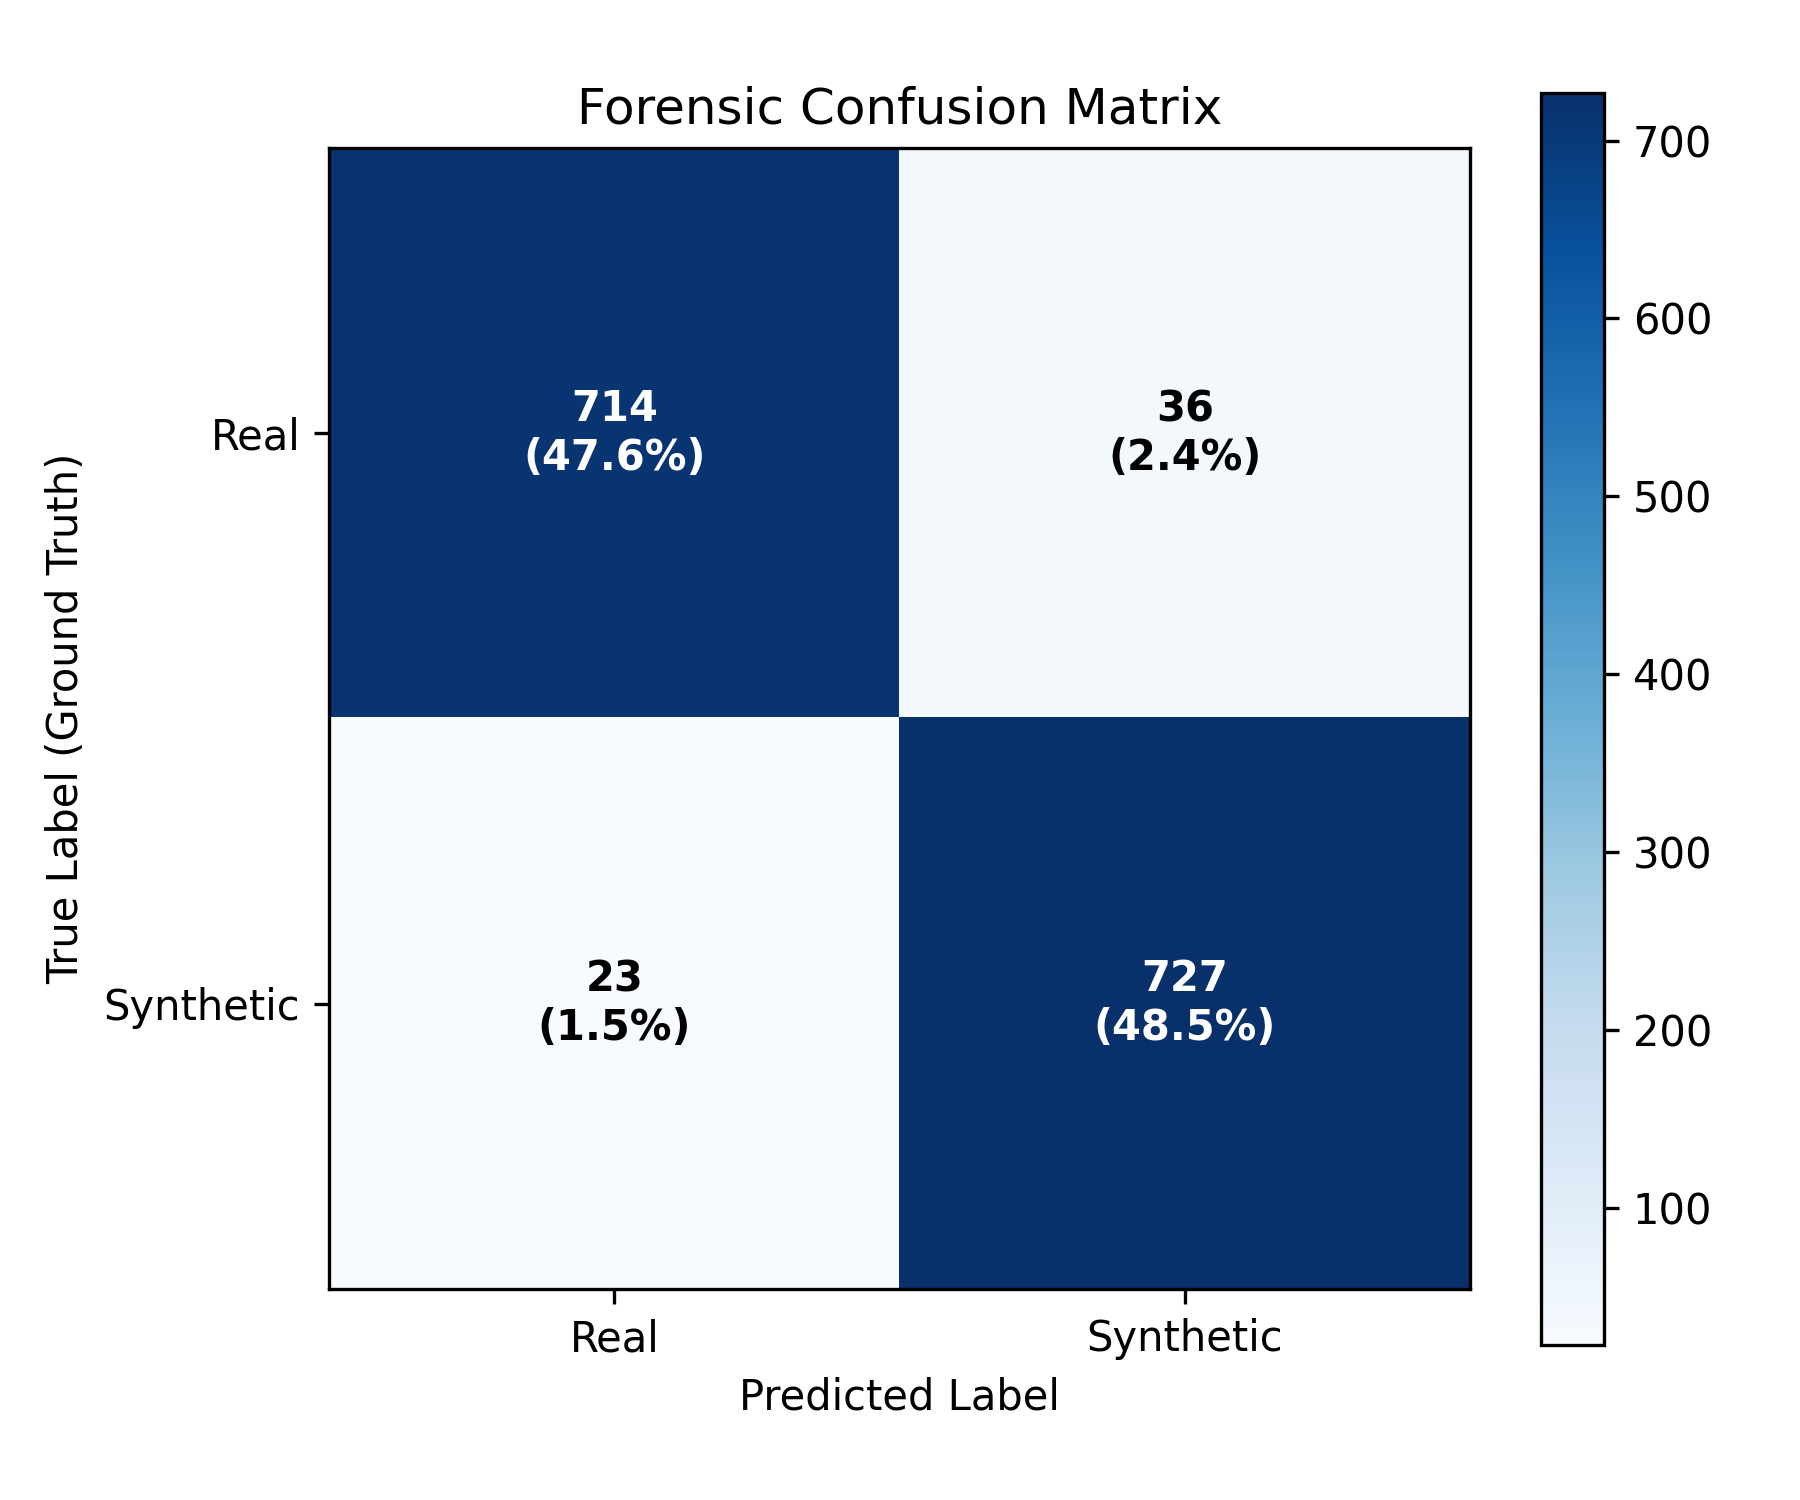 Forensic Confusion Matrix
True Label (Ground Truth)
Real
Synthetic
714
(47.6%)
36
(2.4%)
23
(1.5%)
727
(48.5%)
Real
Synthetic
Predicted Label
700
600
500
400
300
200
100